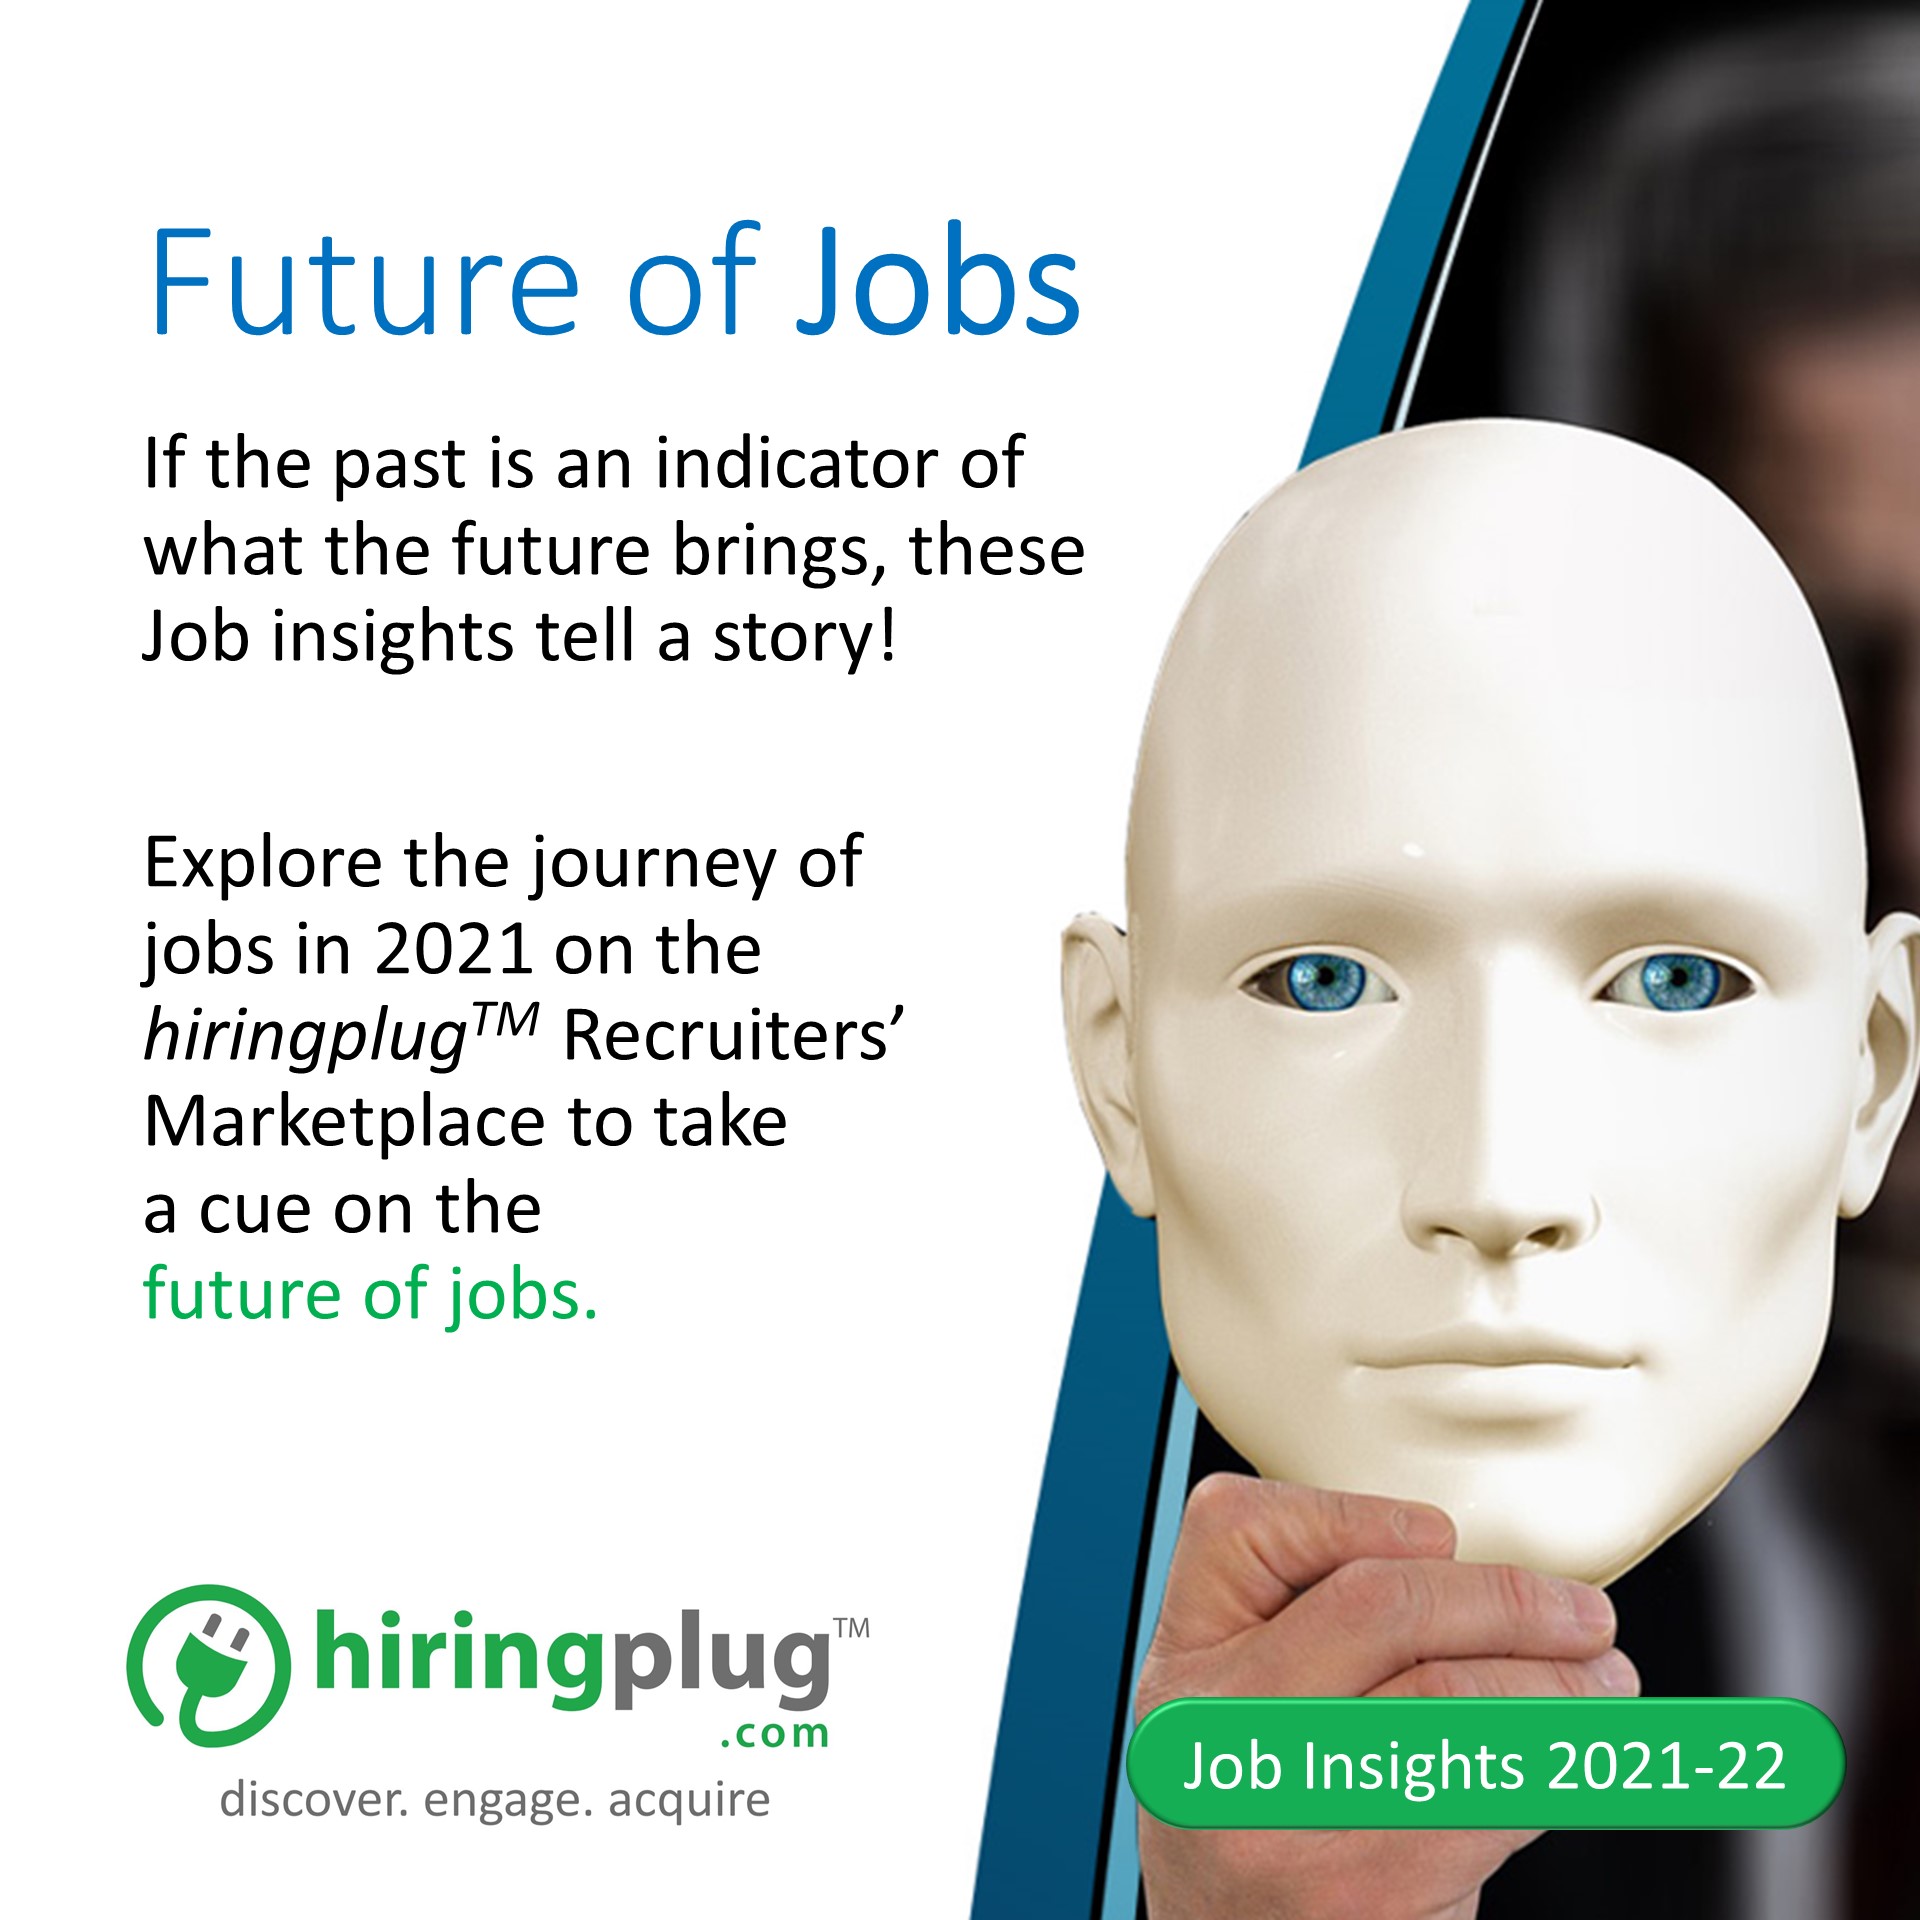 Future of Jobs
If the past is an indicator of
what the future brings, these
Job insights tell a story!
Explore the journey of
jobs in 2021 on the
hiringplug™ Recruiters’
Marketplace to take
a cue on the
future of jobs.
hiringplug™
.com
discover. engage. acquire
Job Insights 2021-22